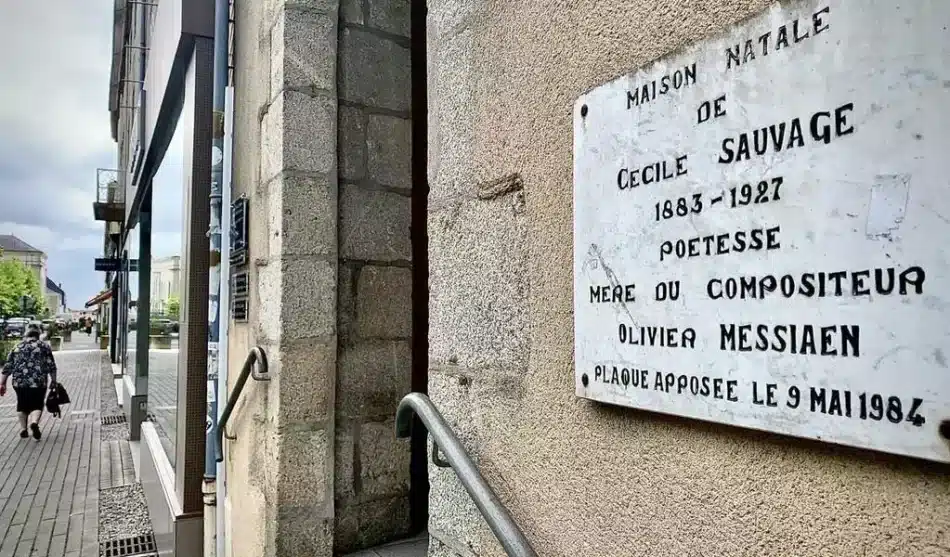 MAISON NATALE
DE
CECILE SAUVAGE
1883-1927
POETESSE
MERE DU COMPOSITEUR
OLIVIER MESSIAEN
PLAQUE APPOSEE LE 9 MAI 1984